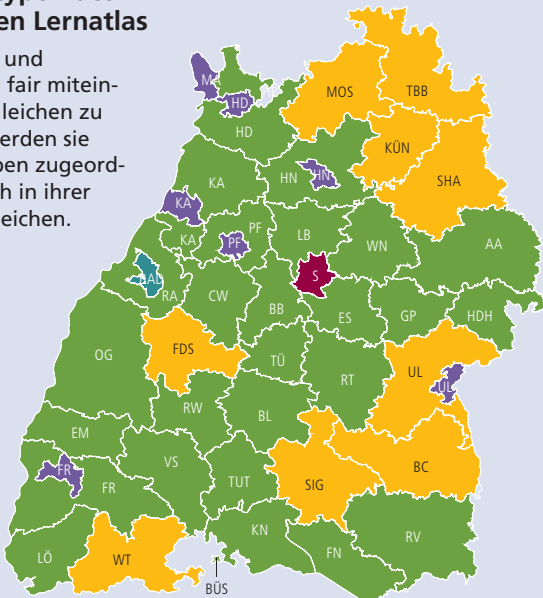 en Lernatlas
und
fair mitein-
leichen zu
erden sie
pen zugeord-
h in ihrer
eichen.
M
HD
HD
MOS
TBB
KÜN
SHA
KA
HN
HN
KA
KA
PF
PF
LB
WN
AA
RA
CW
S
BB
ES
GP
HDH
OG
FDS
TÜ
RT
UL
UL
RW
BL
EM
VS
FR
FR
TUT
SIG
BC
LÖ
WT
KN
FN
RV
BÜS